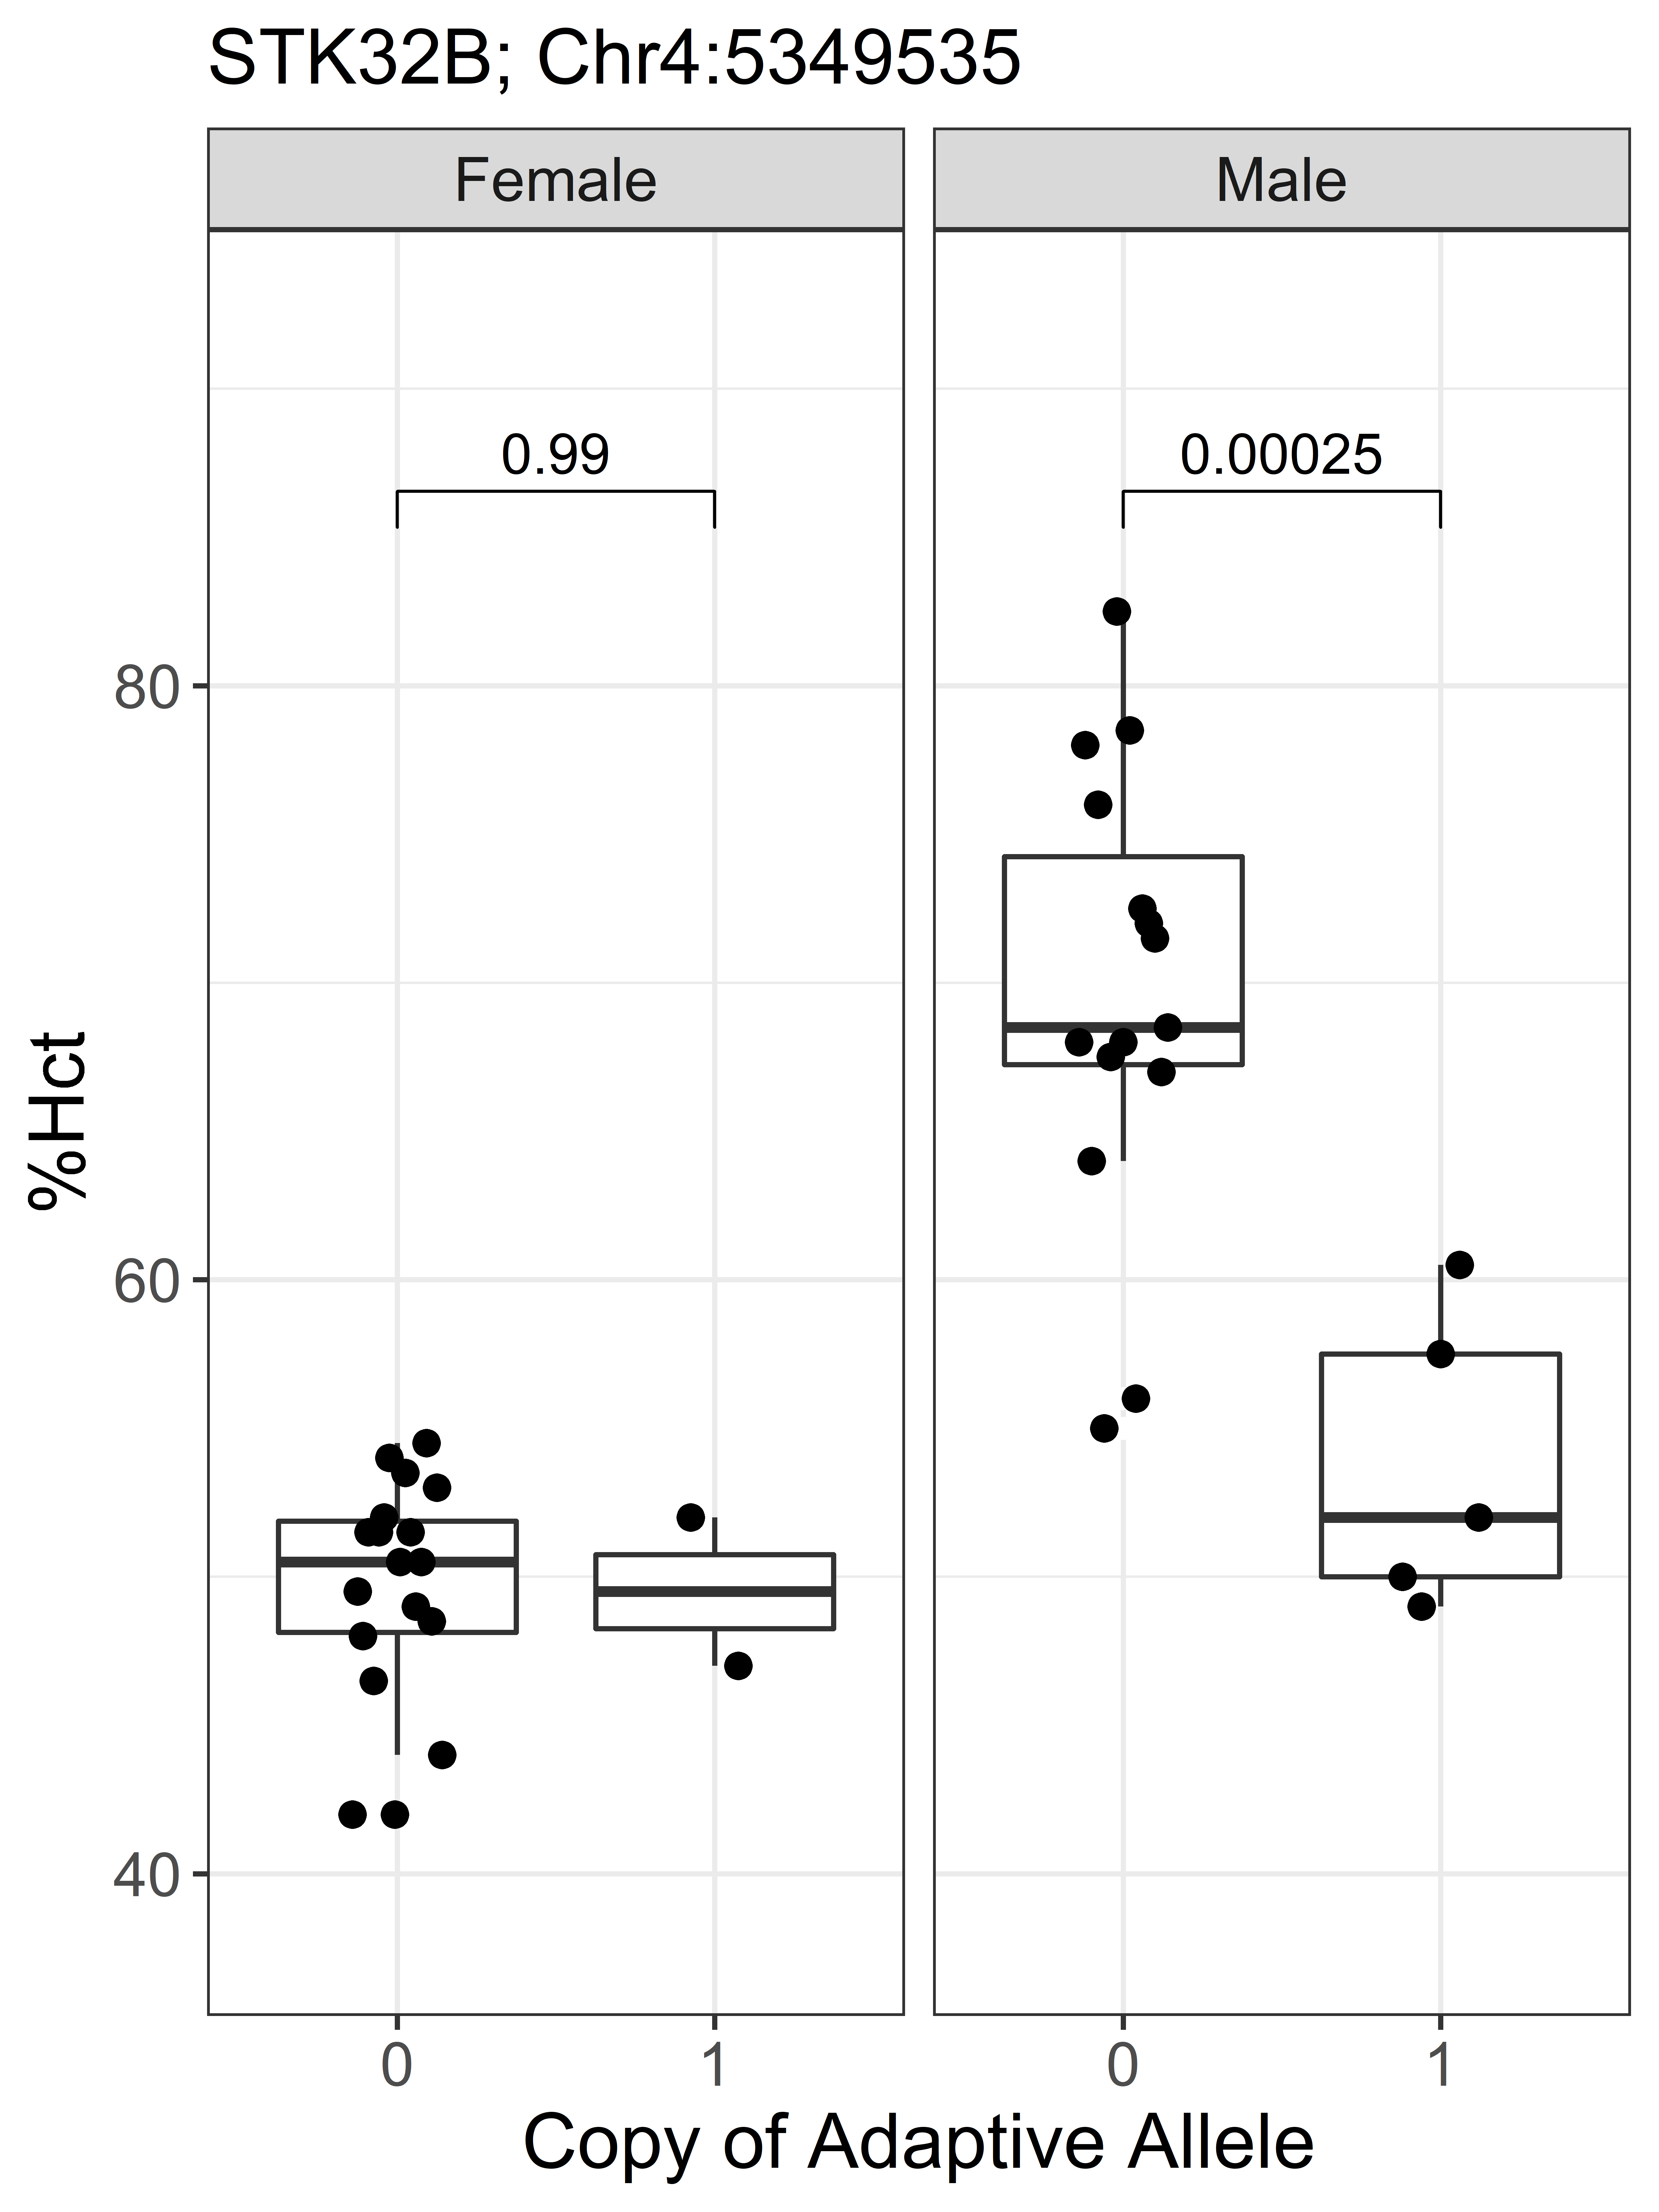 STK32B; Chr4:5349535
Female
Male
0.99
0.00025
80
60
40
%Hct
0
1
0
1
Copy of Adaptive Allele